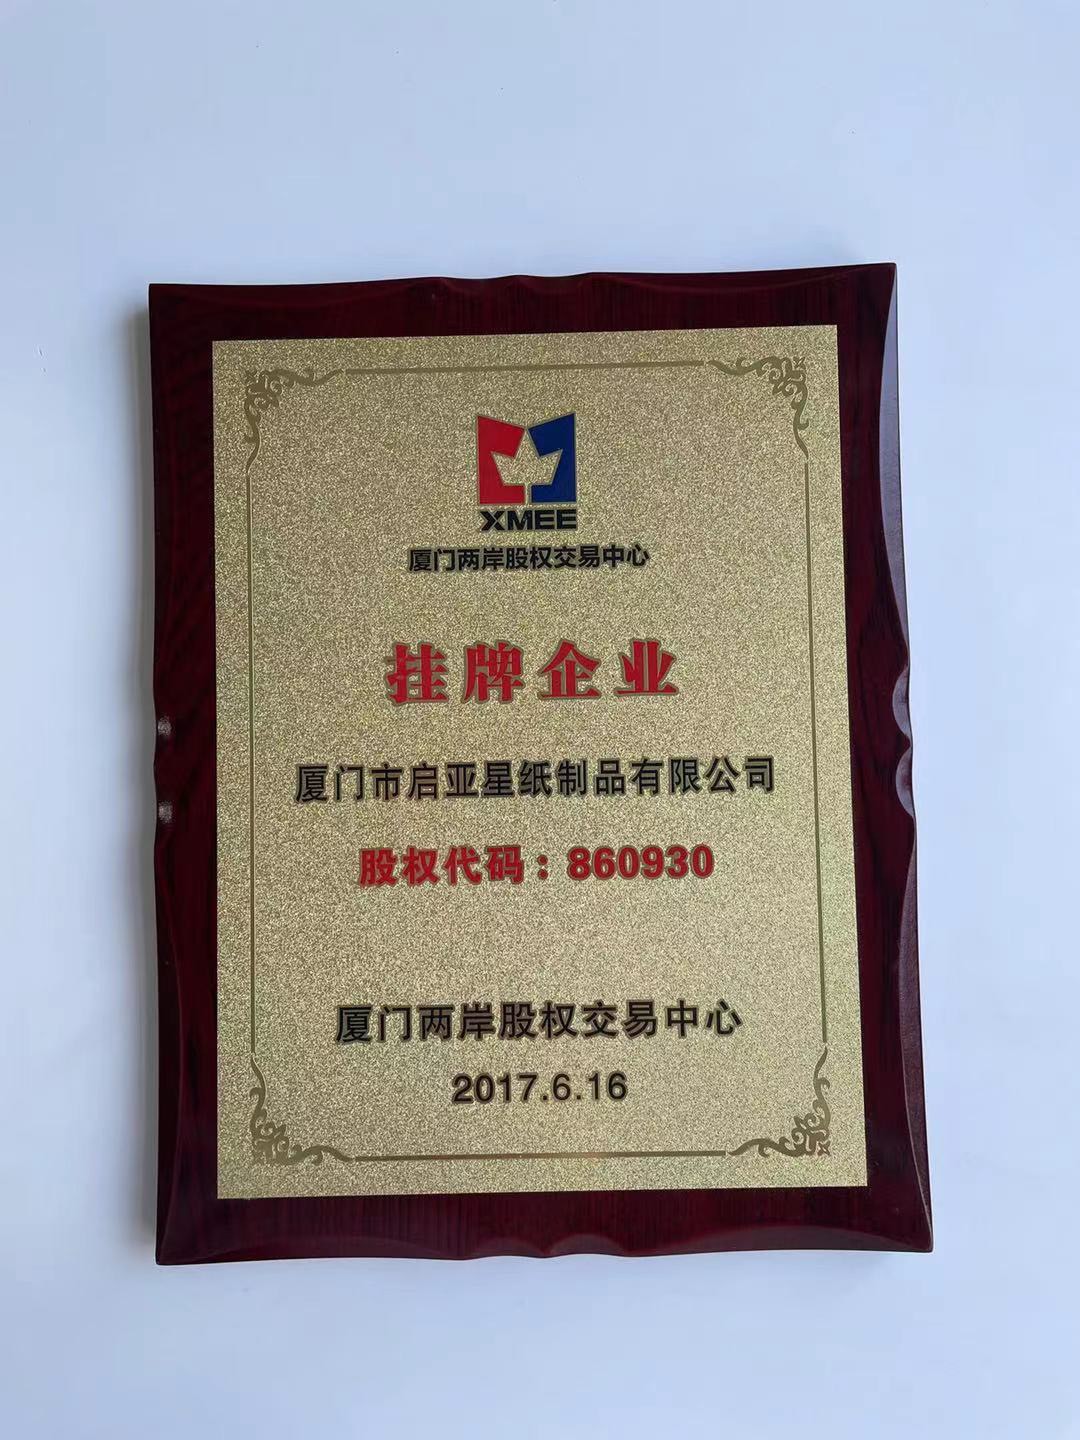 XMEE
厦门两岸股权交易中心
挂牌企业
厦门市启亚星纸制品有限公司
股权代码：860930
厦门两岸股权交易中心
2017.6.16